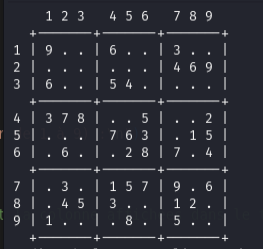 1 2 3 4 5 6 7 8 9
+-------+-------+-------+
1 | 9 . . | 6 . . | 3 . . |
2 | . . . | . . . | 4 6 9 |
3 | 6 . . | 5 4 . | . . . |
+-------+-------+-------+
4 | 3 7 8 | . . 5 | . . 2 |
5 | . . . | 7 6 3 | . 1 5 |
6 | . 6 . | . 2 8 | 7 . 4 |
+-------+-------+-------+
7 | . 3 . | 1 5 7 | 9 . 6 |
8 | . 4 5 | 3 . . | 1 2 . |
9 | 1 . . | . 8 . | 5 . . |
+-------+-------+-------+